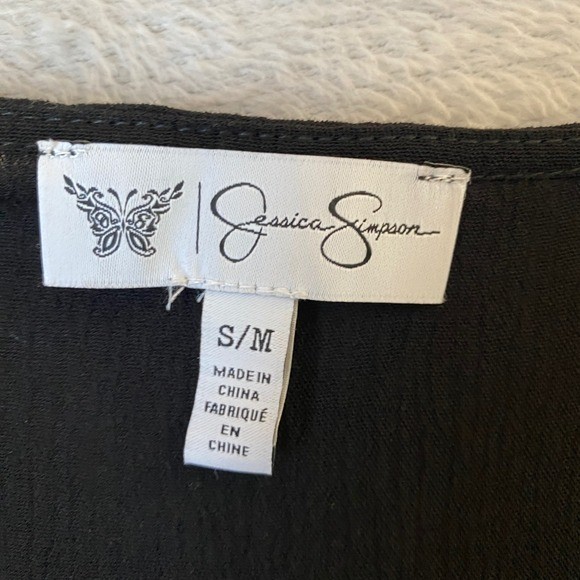 Jessica Simpson
S/M
MADE IN
CHINA
FABRIQUÉ
EN
CHINE